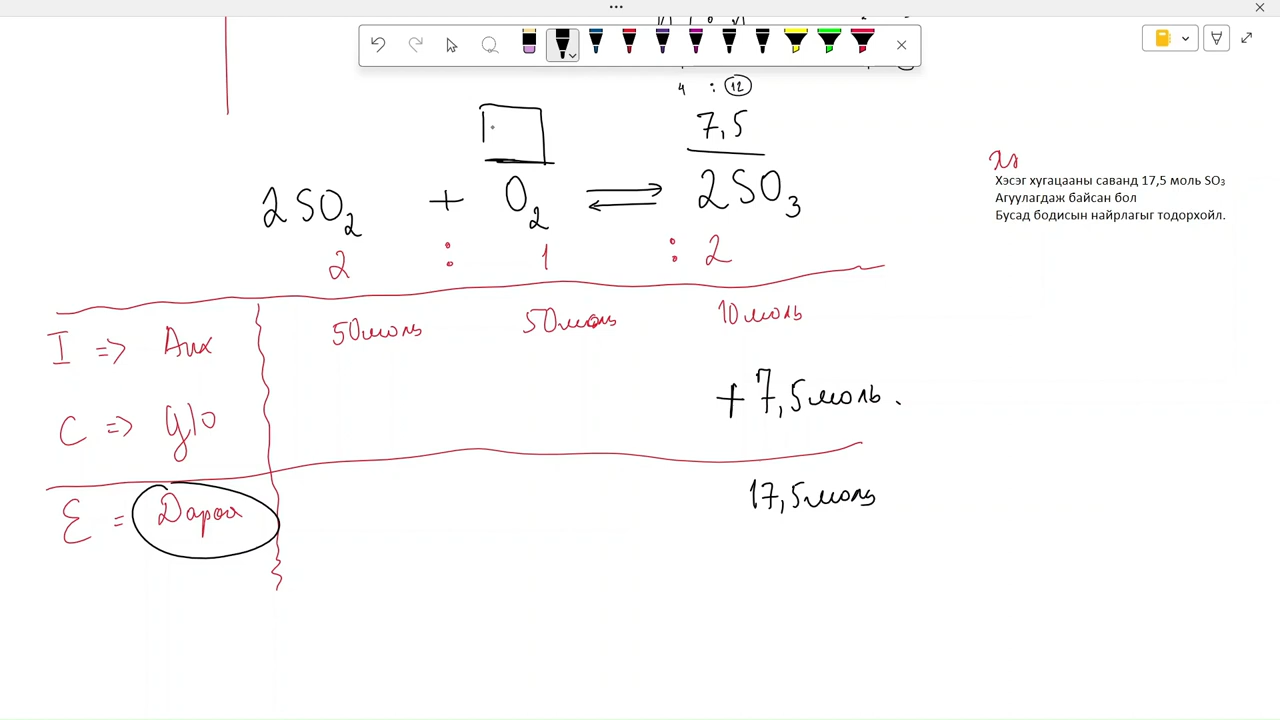 4 : 12
7,5
2SO2 + O2 ⇌ 2SO3
2 : 1 : 2
I => Анх 50моль 50моль 10моль
C => У/О +7,5моль.
E = Дараа 17,5моль
Хэсэг хугацааны саванд 17,5 моль SO3
Агуулагдаж байсан бол
Бусад бодисын найрлагыг тодорхойл.